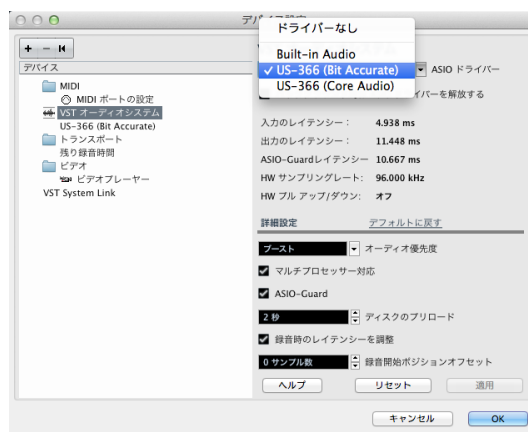 ドライバーなし
Built-in Audio
✓ US-366 (Bit Accurate)
US-366 (Core Audio)
ASIO ドライバー
バーを解放する
デバイス
MIDI
MIDI ポートの設定
VST オーディオシステム
US-366 (Bit Accurate)
トランスポート
残り録音時間
ビデオ
ビデオプレーヤー
VST System Link
入力のレイテンシー： 4.938 ms
出力のレイテンシー： 11.448 ms
ASIO-Guardレイテンシー 10.667 ms
HW サンプリングレート： 96.000 kHz
HW プル アップ/ダウン: オフ
詳細設定 デフォルトに戻す
ブースト オーディオ優先度
マルチプロセッサー対応
ASIO-Guard
2 秒 ディスクのプリロード
録音時のレイテンシーを調整
0 サンプル数 録音開始ポジションオフセット
ヘルプ リセット 適用
キャンセル OK